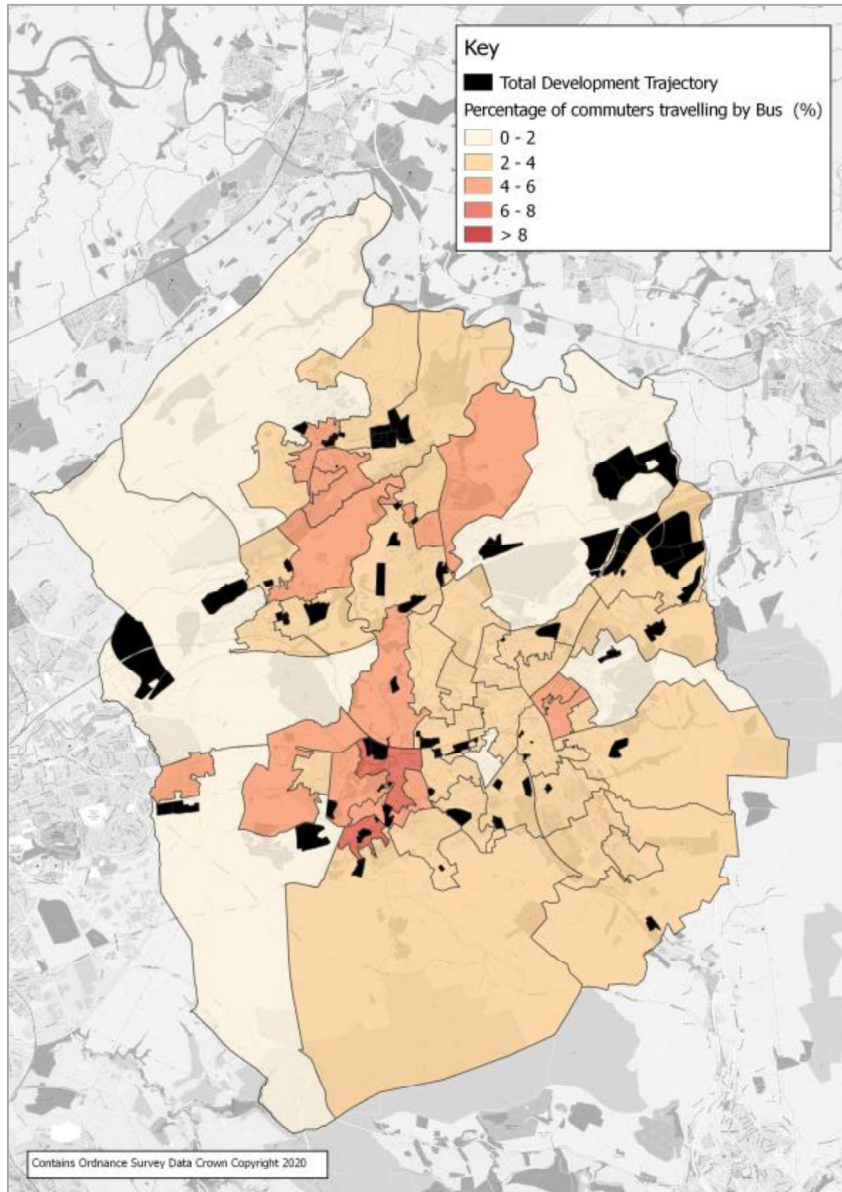 Key
Total Development Trajectory
Percentage of commuters travelling by Bus (%)
0 - 2
2 - 4
4 - 6
6 - 8
> 8
Contains Ordnance Survey Data Crown Copyright 2020